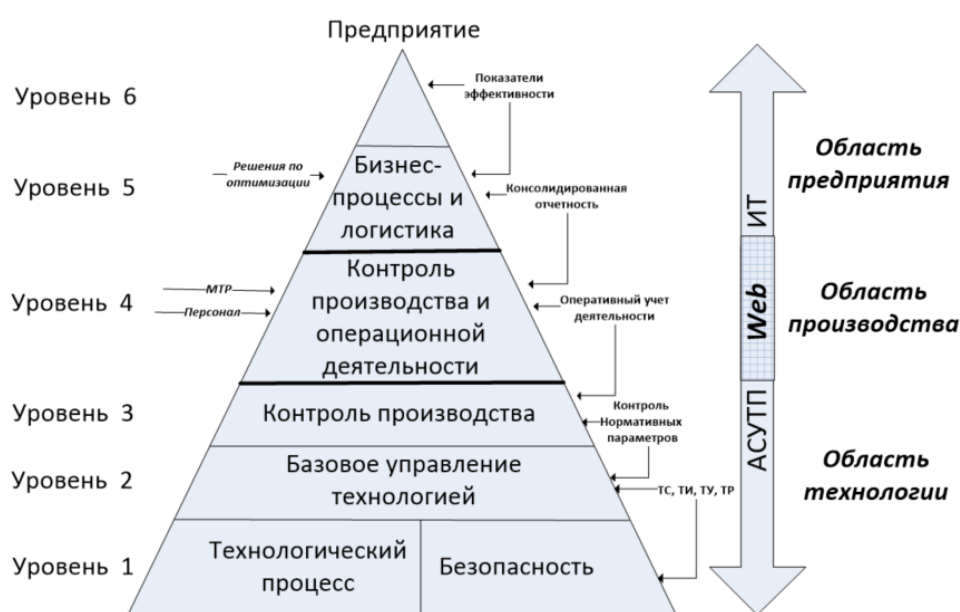 Предприятие
Уровень 6
Показатели
эффективности
Область
предприятия
Решения по
оптимизации
Уровень 5
Бизнес-
процессы и
логистика
Консолидированная
отчетность
ИТ
Уровень 4
МТР
Персонал
Контроль
производства и
операционной
деятельности
Оперативный учет
деятельности
Web
Область
производства
Уровень 3
Контроль производства
Контроль
Нормативных
параметров
АСУТП
Область
технологии
Уровень 2
Базовое управление
технологией
ТС, ТИ, ТУ, ТР
Уровень 1
Технологический
процесс
Безопасность